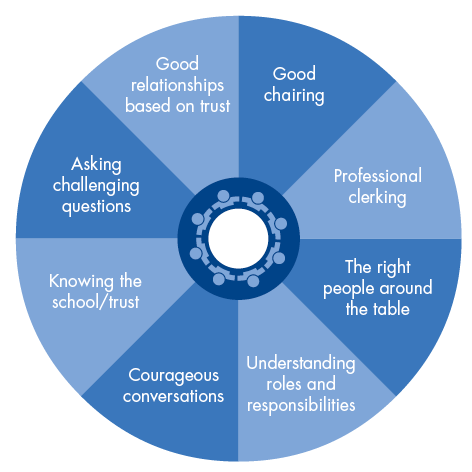 Good
chairing
Professional
clerking
The right
people around
the table
Understanding
roles and
responsibilities
Courageous
conversations
Knowing the
school/trust
Asking
challenging
questions
Good
relationships
based on trust